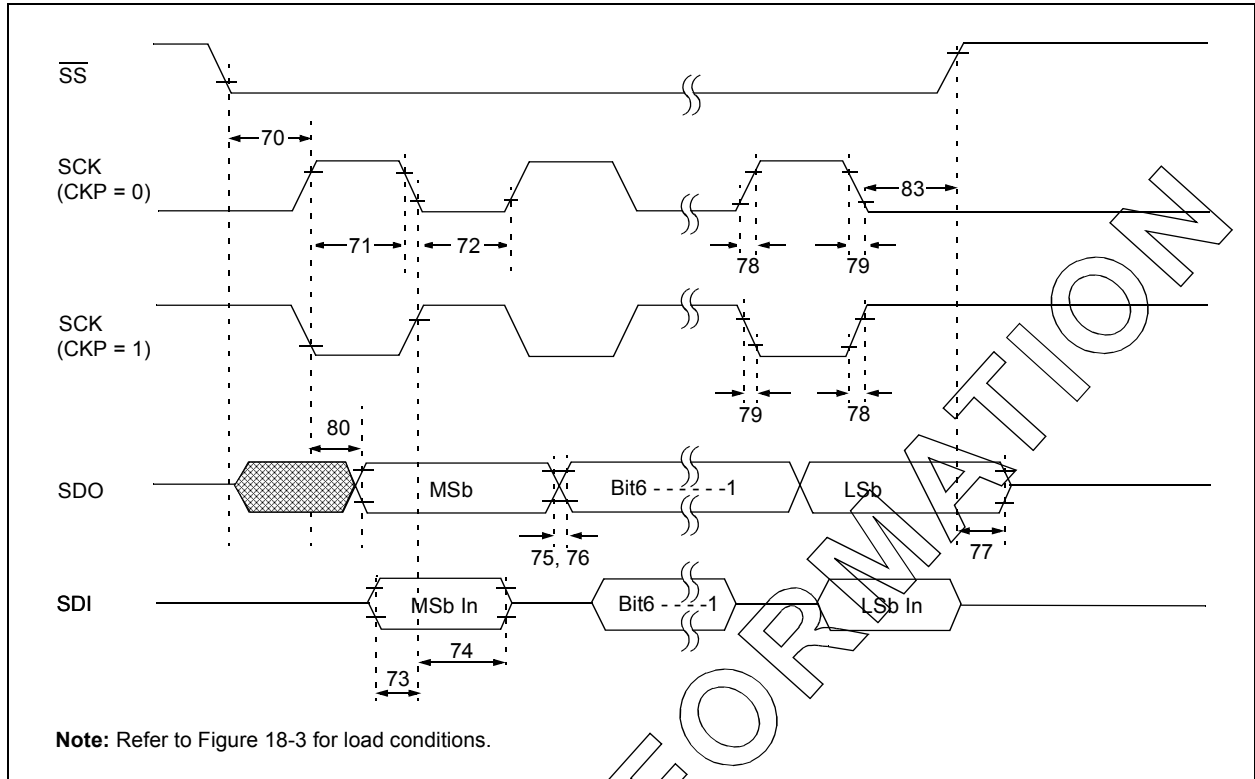 SS
70
SCK
(CKP = 0)
83
71
72
78
79
SCK
(CKP = 1)
79
78
80
SDO
MSb
Bit6 - - - - - -1
LSb
75, 76
77
SDI
MSb In
Bit6 - - - - -1
LSb In
74
73
Note: Refer to Figure 18-3 for load conditions.
FORMATION